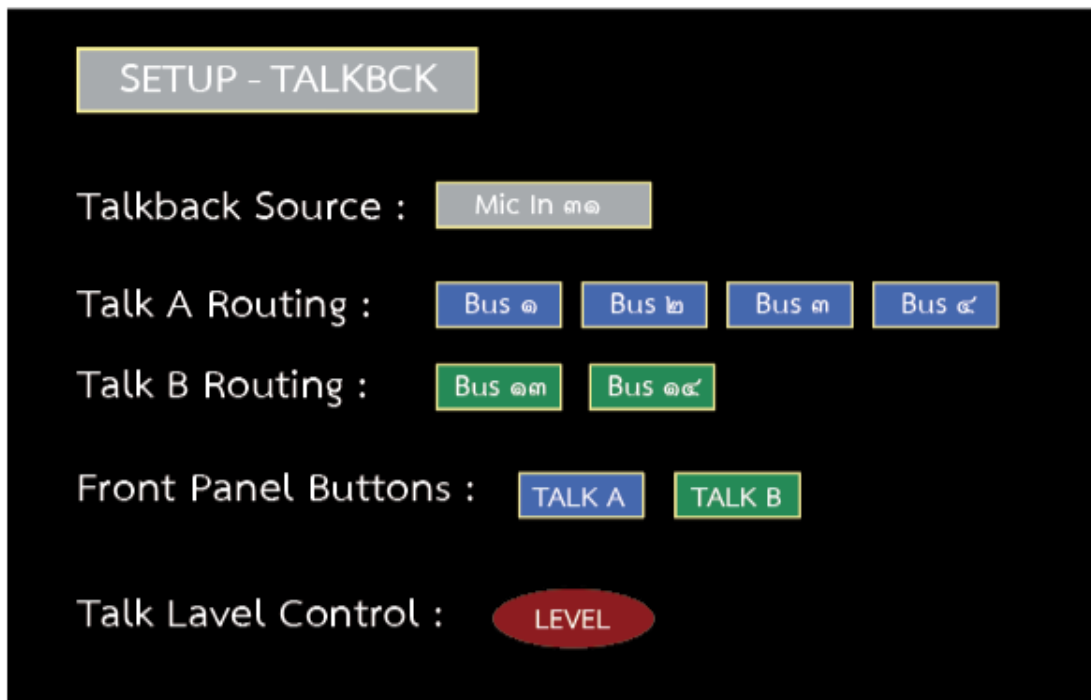 SETUP - TALKBCK
Talkback Source : Mic In ๓๑
Talk A Routing : Bus ๑ Bus ๒ Bus ๓ Bus ๔
Talk B Routing : Bus ๑๓ Bus ๑๔
Front Panel Buttons : TALK A TALK B
Talk Lavel Control : LEVEL